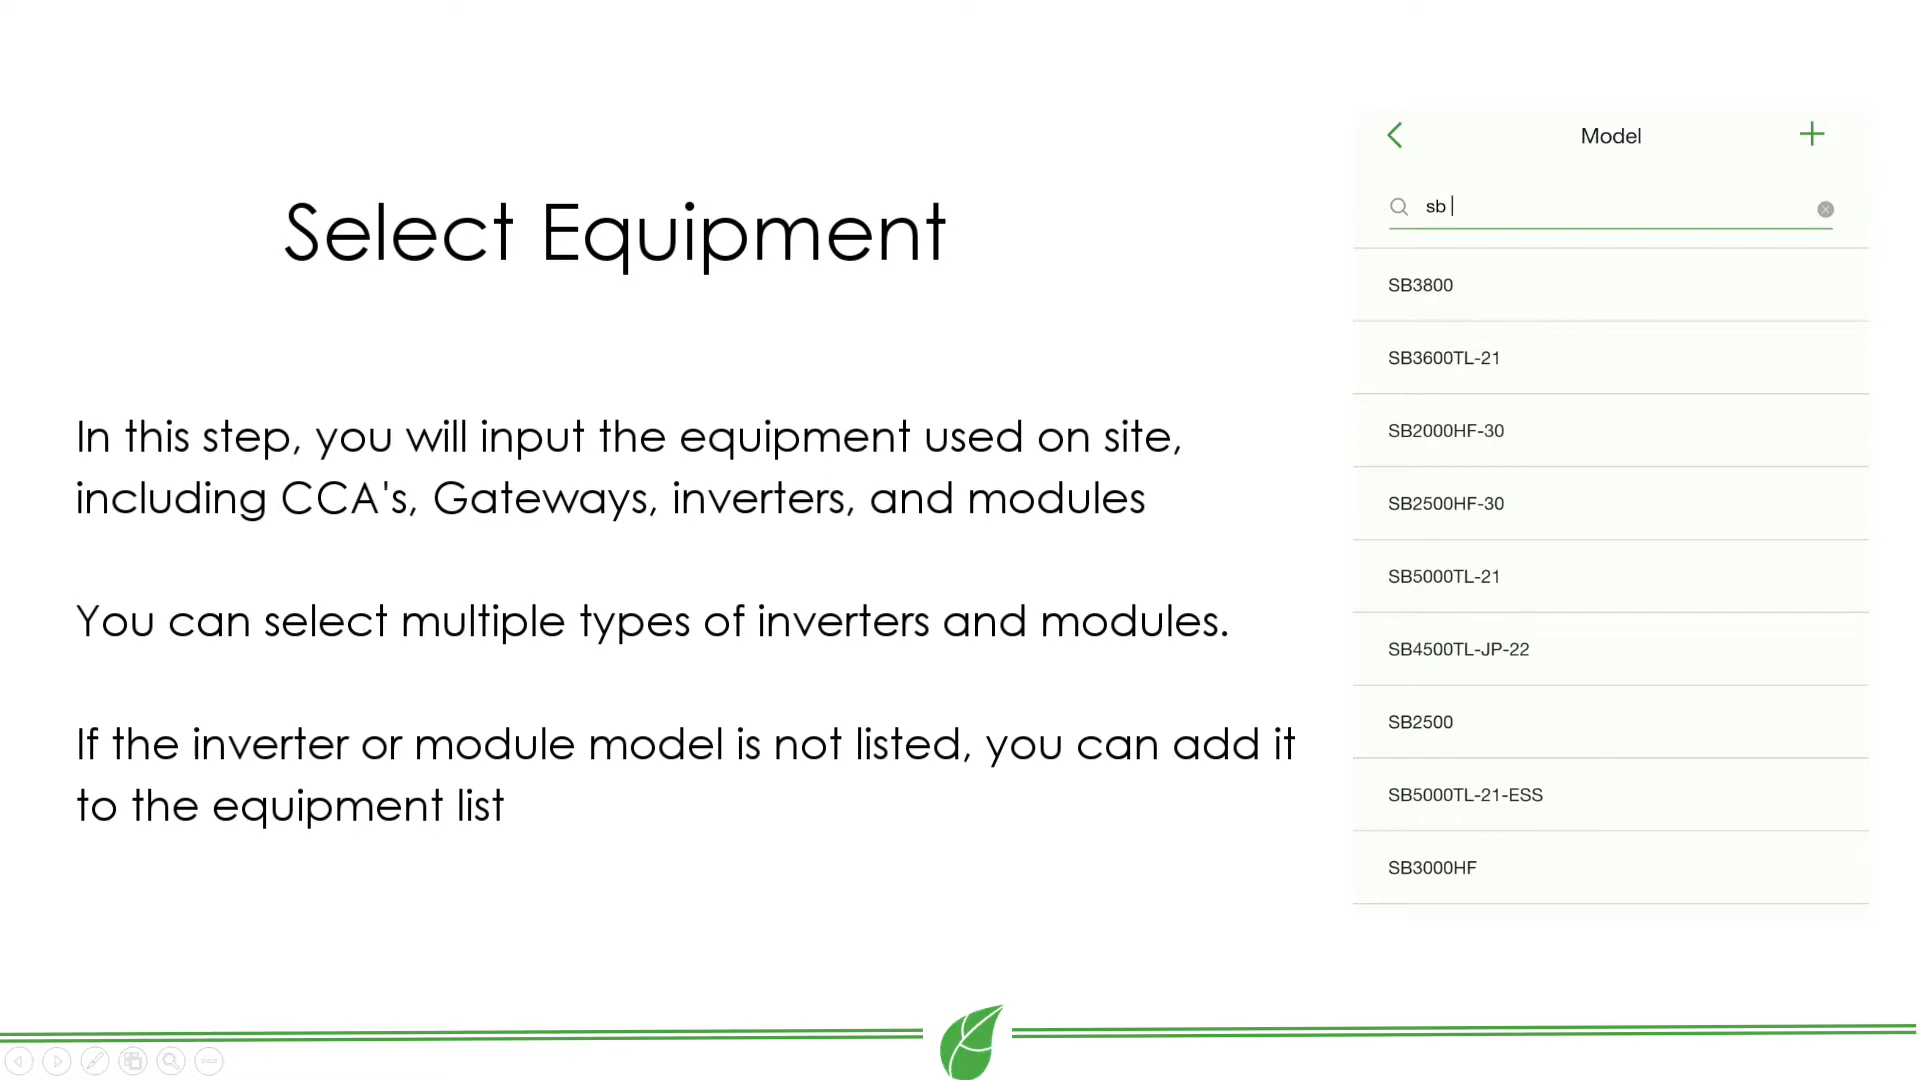 Select Equipment
In this step, you will input the equipment used on site,
including CCA's, Gateways, inverters, and modules
You can select multiple types of inverters and modules.
If the inverter or module model is not listed, you can add it
to the equipment list
Model
sb
SB3800
SB3600TL-21
SB2000HF-30
SB2500HF-30
SB5000TL-21
SB4500TL-JP-22
SB2500
SB5000TL-21-ESS
SB3000HF